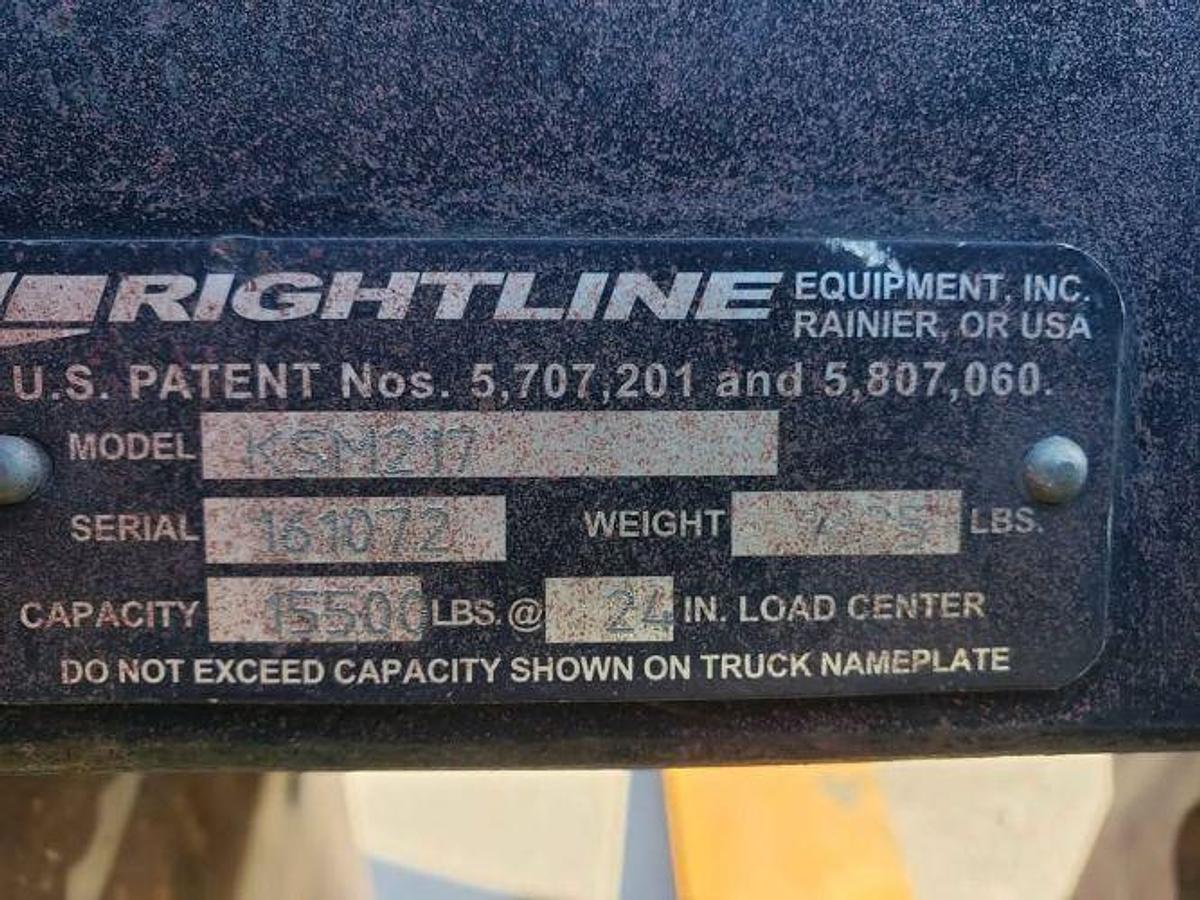 RIGHTLINE EQUIPMENT, INC.
RAINIER, OR USA
U.S. PATENT Nos. 5,707,201 and 5,807,060.
MODEL KSM217
SERIAL 161072 WEIGHT LBS.
CAPACITY 15500 LBS. @ 24 IN. LOAD CENTER
DO NOT EXCEED CAPACITY SHOWN ON TRUCK NAMEPLATE